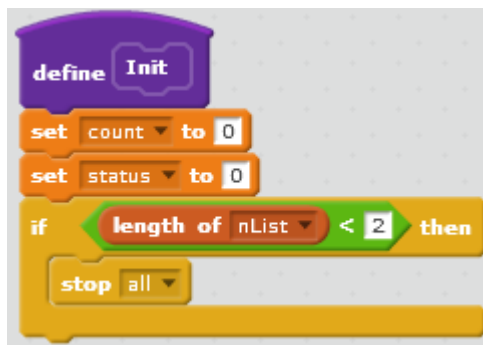 define Init
set count to 0
set status to 0
if length of nList < 2 then
stop all